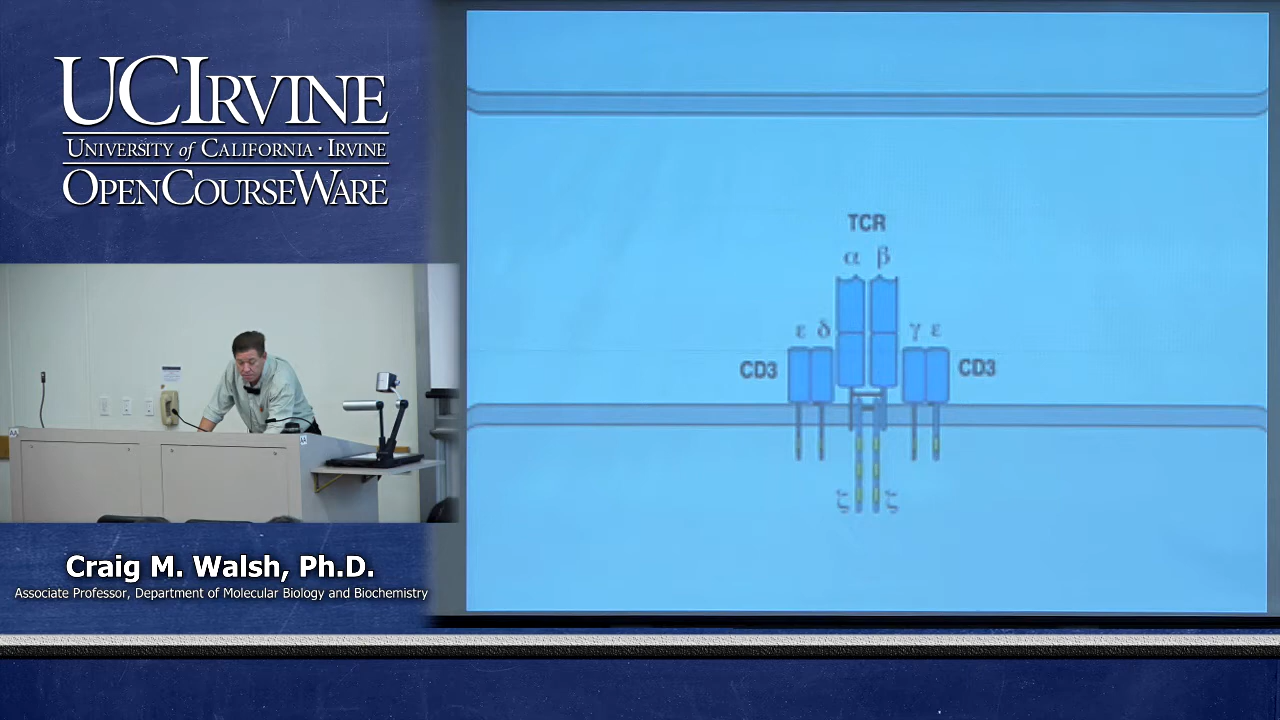 UCIRVINE
UNIVERSITY of CALIFORNIA · IRVINE
OPENCOURSEWARE
TCR
α β
ε δ
γ ε
CD3
CD3
ζ ζ
Craig M. Walsh, Ph.D.
Associate Professor, Department of Molecular Biology and Biochemistry